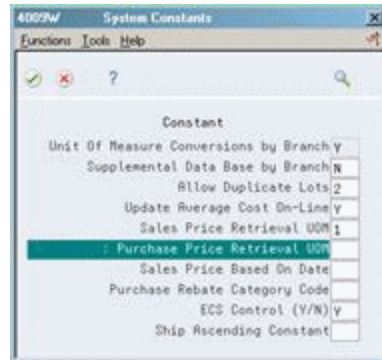 4009W System Constants
Functions Tools Help
?
Constant
Unit Of Measure Conversions by Branch Y
Supplemental Data Base by Branch N
Allow Duplicate Lots 2
Update Average Cost On-Line Y
Sales Price Retrieval UOM 1
: Purchase Price Retrieval UOM
Sales Price Based On Date
Purchase Rebate Category Code
ECS Control (Y/N) Y
Ship Ascending Constant